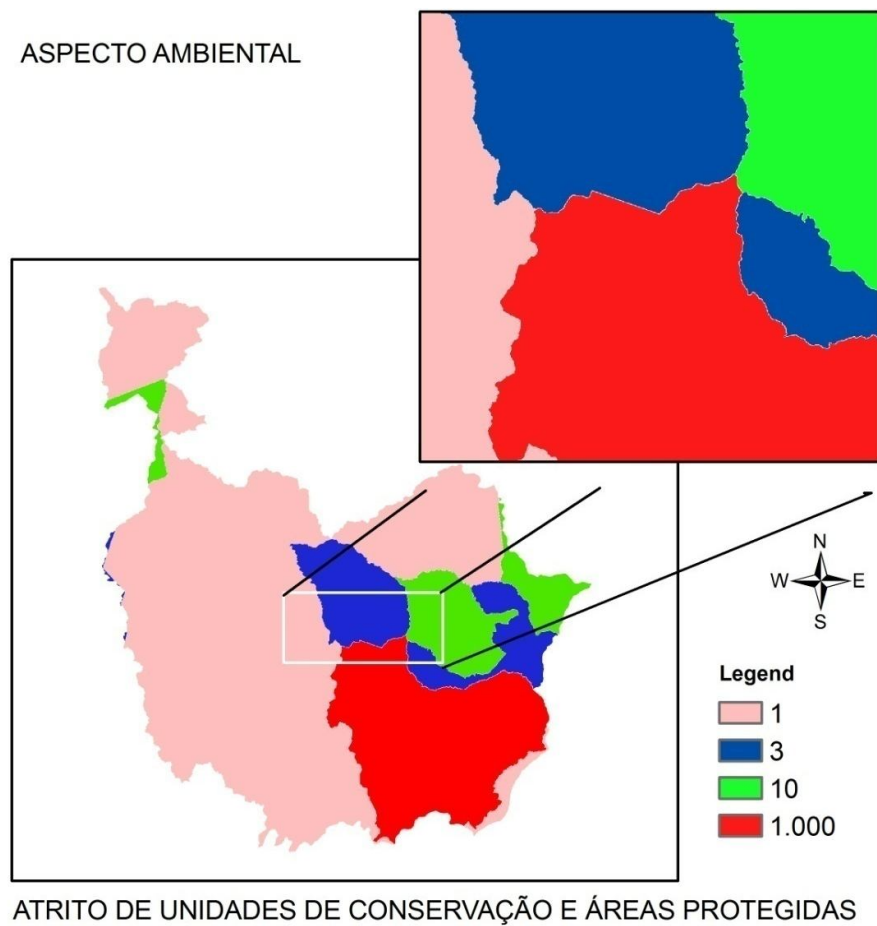 ASPECTO AMBIENTAL
N
W E
S
Legend
1
3
10
1.000
ATRITO DE UNIDADES DE CONSERVAÇÃO E ÁREAS PROTEGIDAS